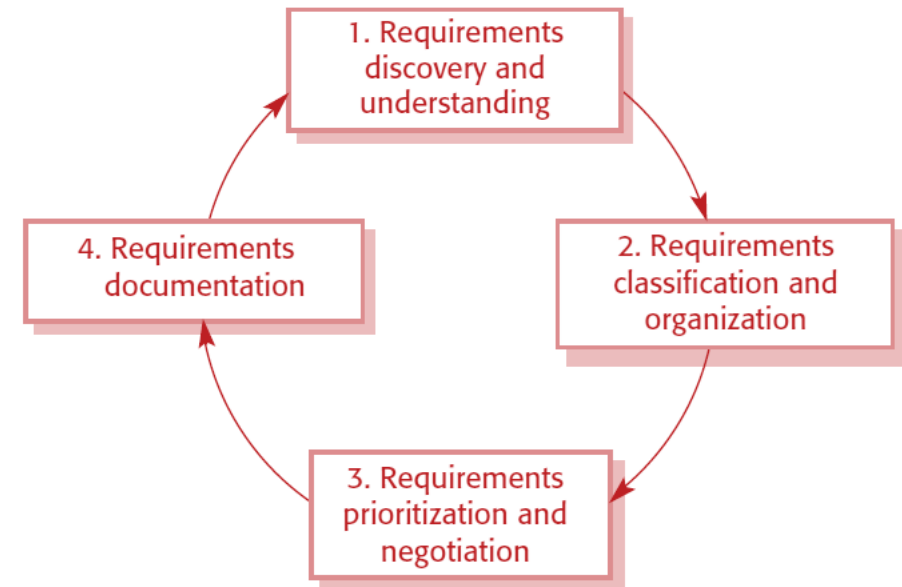 1. Requirements
discovery and
understanding
2. Requirements
classification and
organization
3. Requirements
prioritization and
negotiation
4. Requirements
documentation